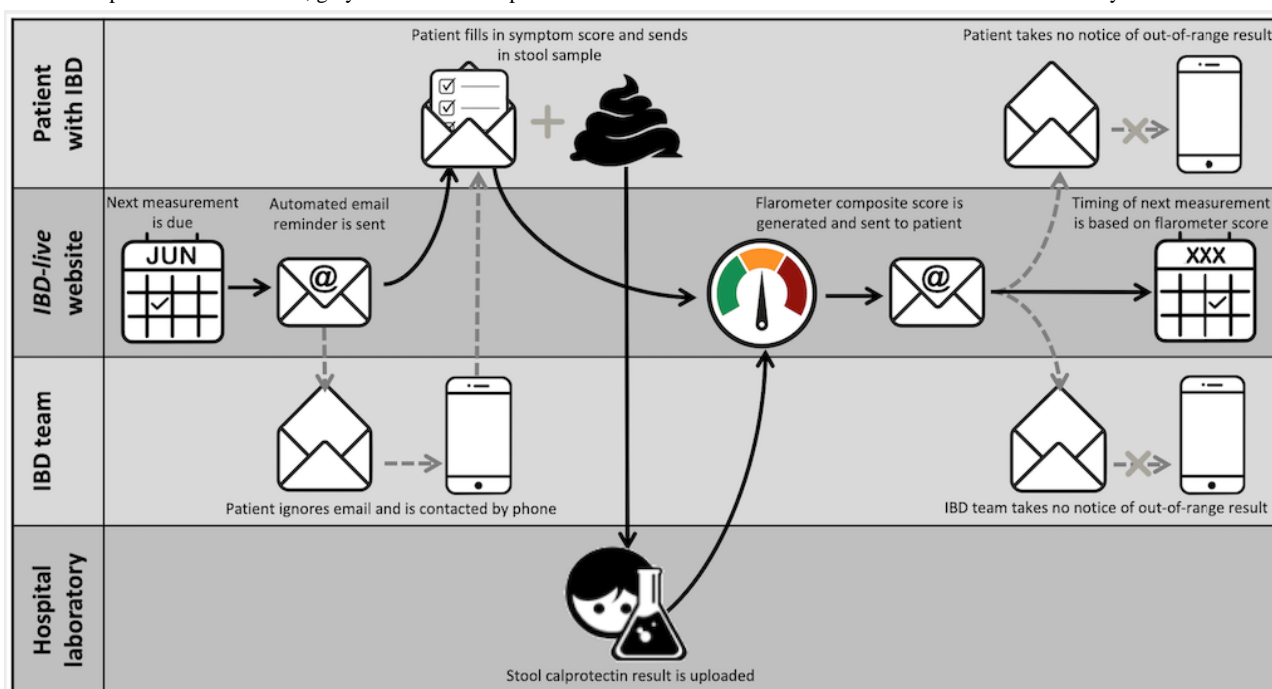 Patient fills in symptom score and sends
in stool sample
Patient takes no notice of out-of-range result
Patient
with IBD
Next measurement
is due
JUN
Automated email
reminder is sent
@
Flarometer composite score is
generated and sent to patient
@
Timing of next measurement
is based on flarometer score
XXX
IBD-live
website
IBD team
Patient ignores email and is contacted by phone
IBD team takes no notice of out-of-range result
Hospital
laboratory
Stool calprotectin result is uploaded